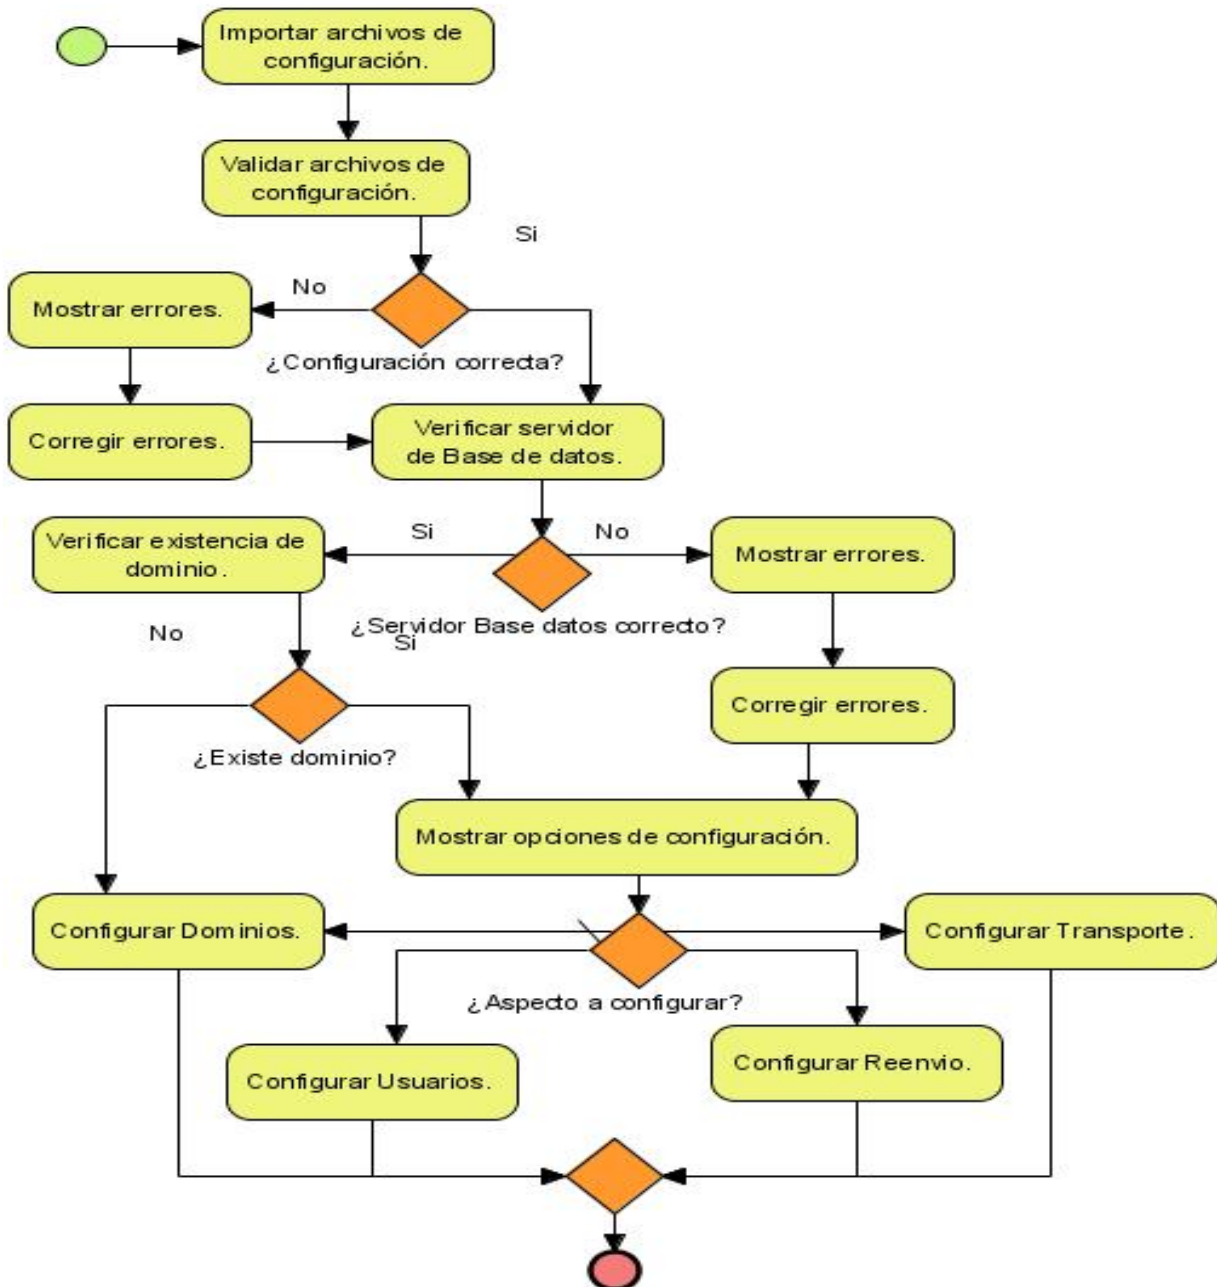 Importar archivos de
configuración.
Validar archivos de
configuración.
Si
No
Mostrar errores.
¿Configuración correcta?
Corregir errores.
Verificar servidor
de Base de datos.
Verificar existencia de
dominio.
Si
No
Mostrar errores.
¿Servidor Base datos correcto?
No
Si
Corregir errores.
¿Existe dominio?
Mostrar opciones de configuración.
Configurar Dominios.
Configurar Transporte.
¿Aspecto a configurar?
Configurar Usuarios.
Configurar Reenvio.